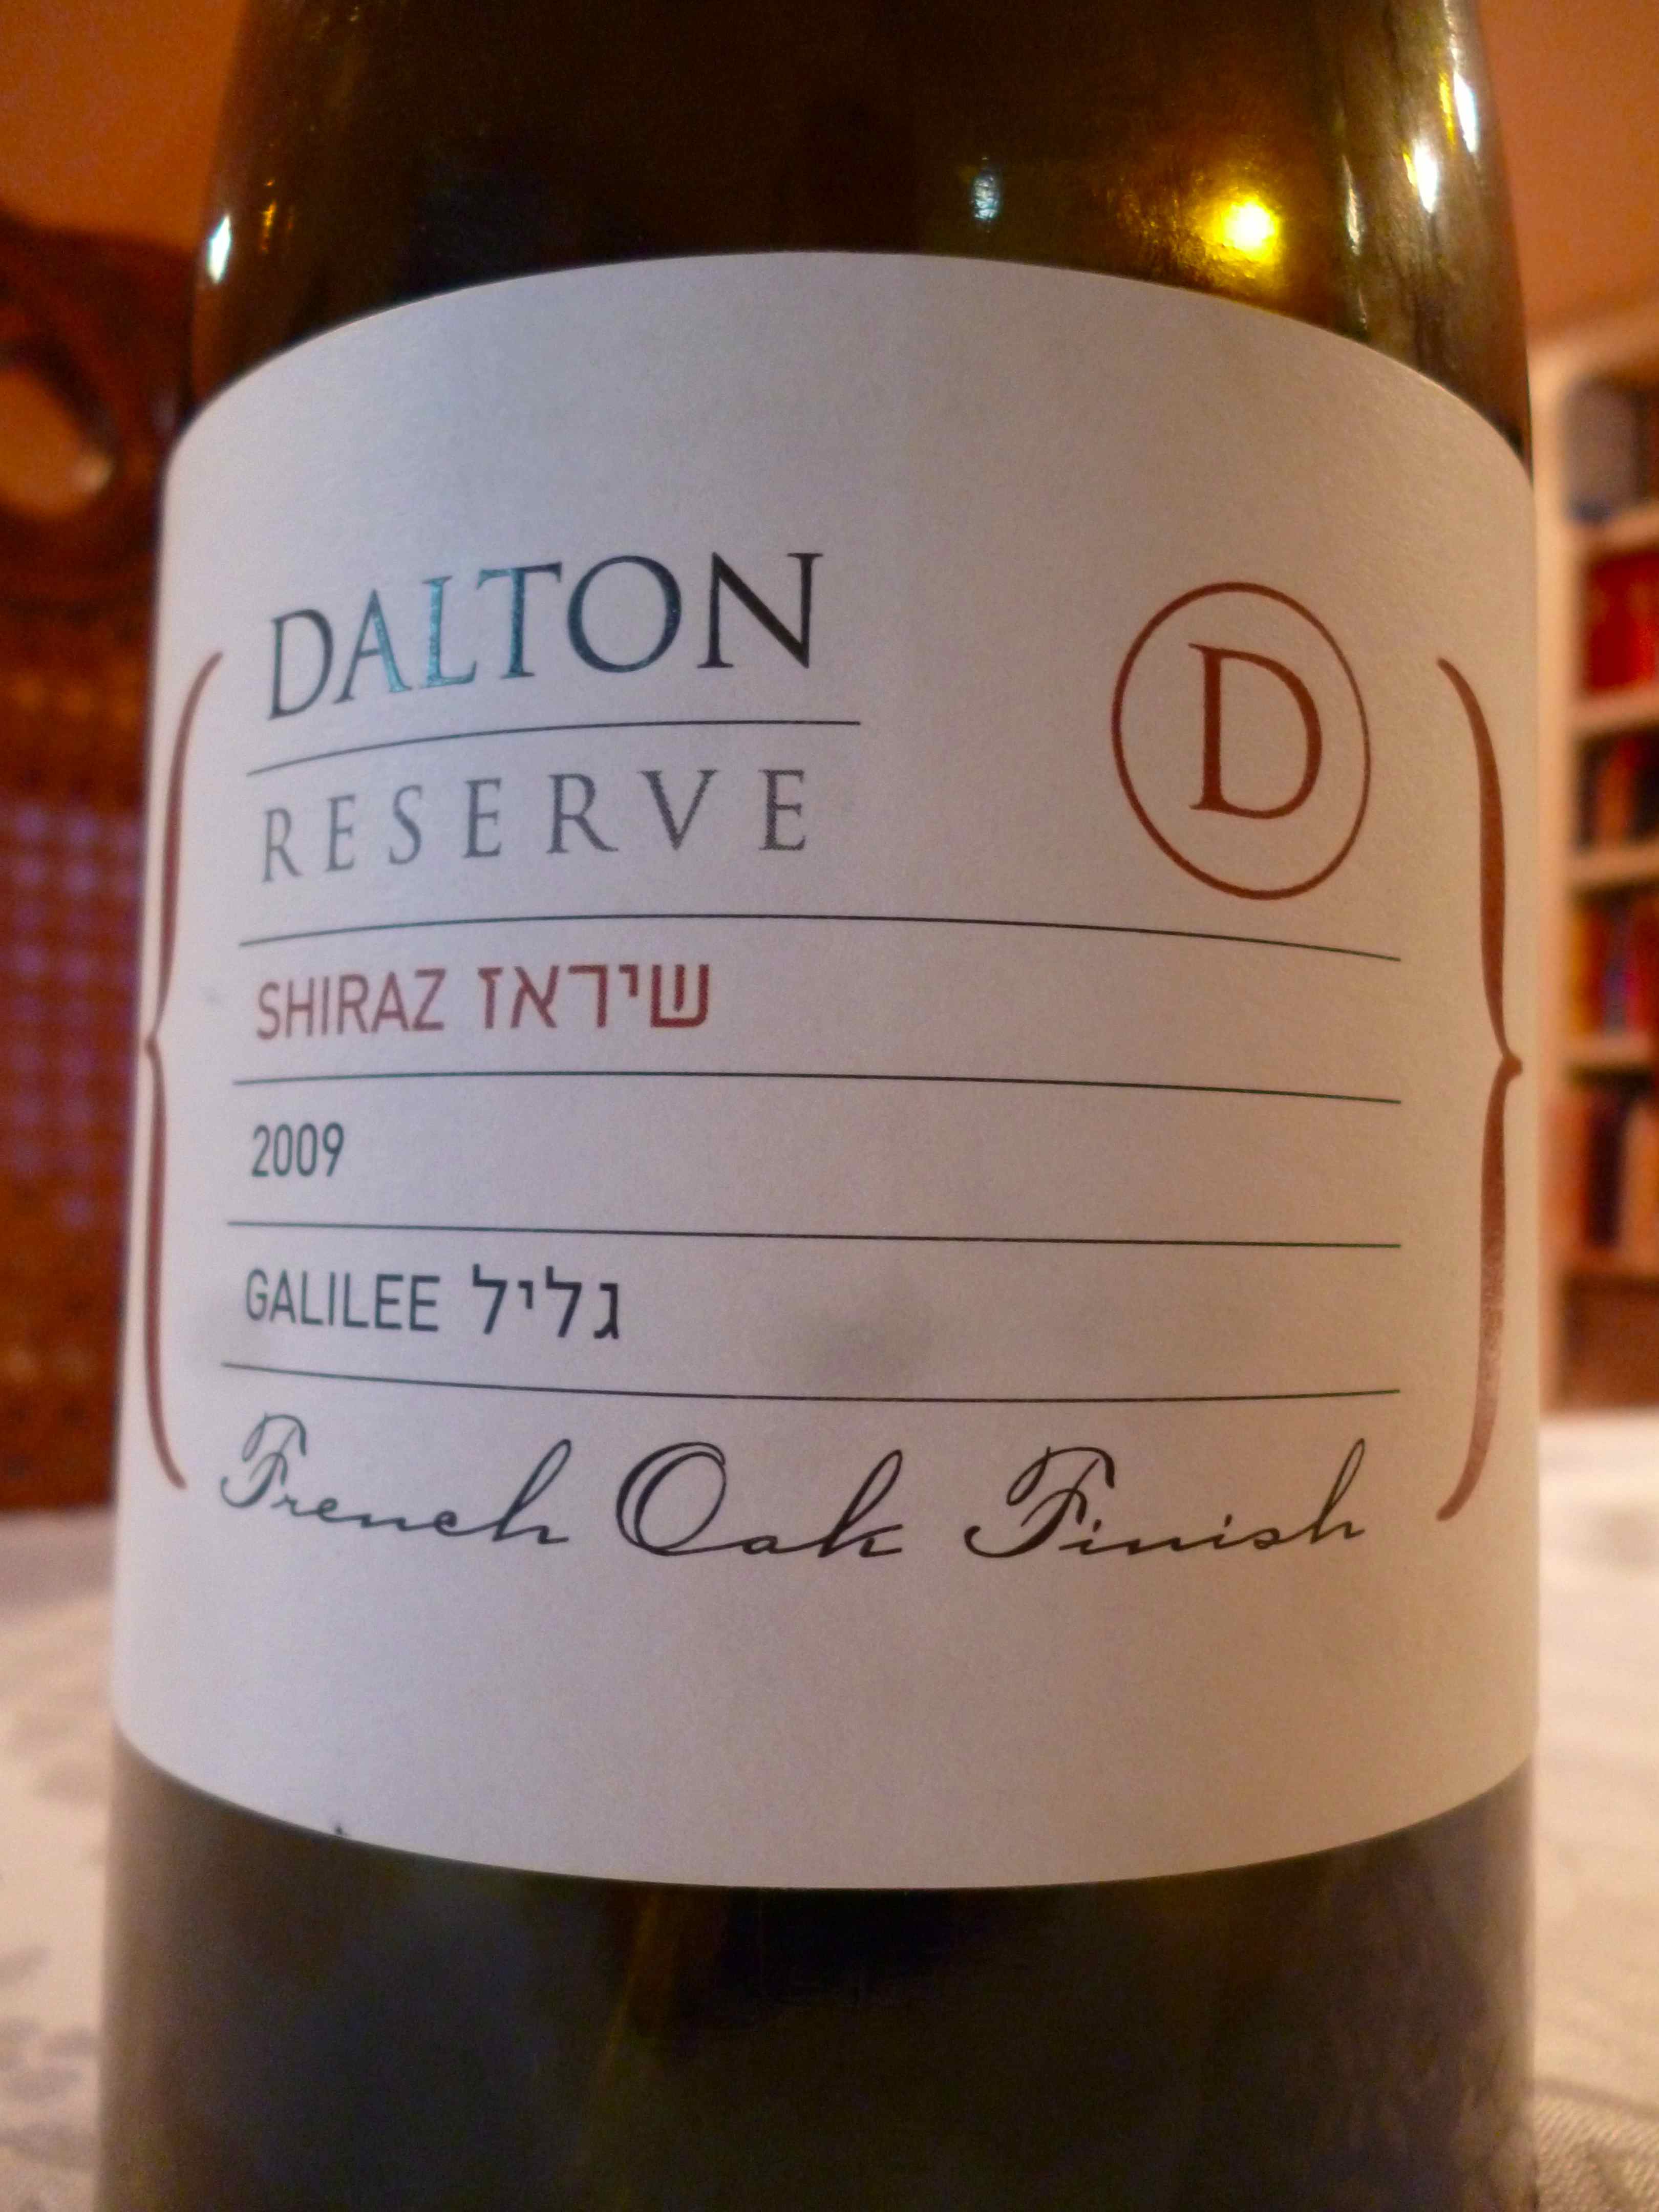 DALTON
D
RESERVE
SHIRAZ שיראז
2009
GALILEE גליל
French Oak Finish